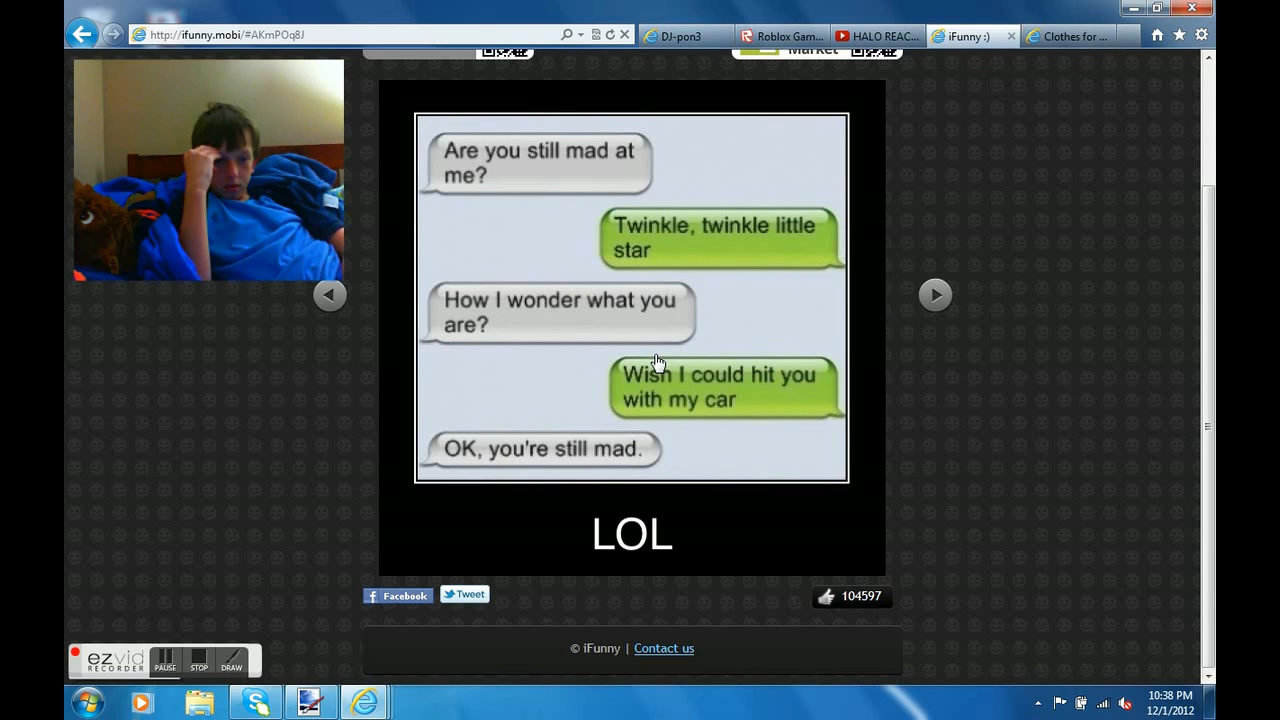 http://ifunny.mobi/#AKmPOq8J
DJ-pon3
Roblox Gam...
HALO REAC...
iFunny :)
Clothes for ...
Market
Are you still mad at
me?
Twinkle, twinkle little
star
How I wonder what you
are?
Wish I could hit you
with my car
OK, you're still mad.
LOL
Facebook
Tweet
104597
© iFunny | Contact us
ezvid
RECORDER
PAUSE
STOP
DRAW
10:38 PM
12/1/2012